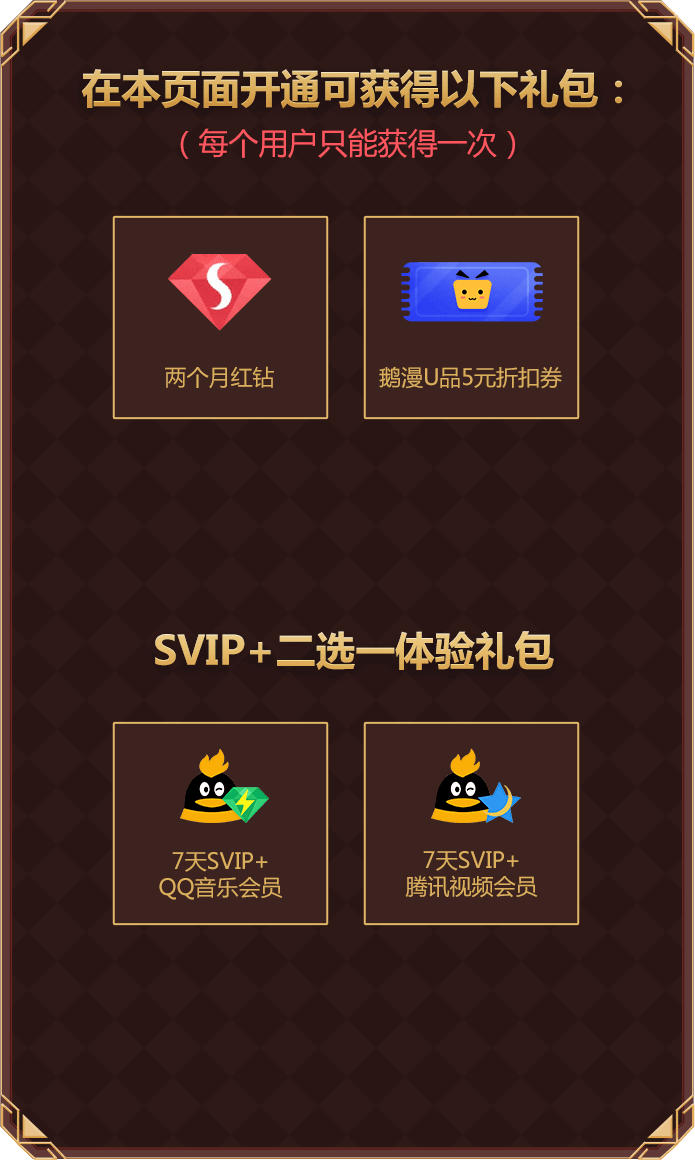 在本页面开通可获得以下礼包：
（每个用户只能获得一次）
两个月红钻
鹅漫U品5元折扣券
SVIP+二选一体验礼包
7天SVIP+
QQ音乐会员
7天SVIP+
腾讯视频会员